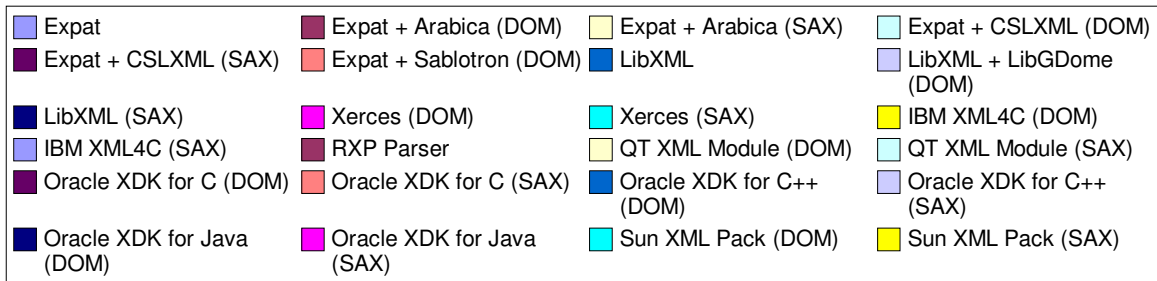 Expat
Expat + Arabica (DOM)
Expat + Arabica (SAX)
Expat + CSLXML (DOM)
Expat + CSLXML (SAX)
Expat + Sablotron (DOM)
LibXML
LibXML + LibGDome
(DOM)
LibXML (SAX)
Xerces (DOM)
Xerces (SAX)
IBM XML4C (DOM)
IBM XML4C (SAX)
RXP Parser
QT XML Module (DOM)
QT XML Module (SAX)
Oracle XDK for C (DOM)
Oracle XDK for C (SAX)
Oracle XDK for C++
(DOM)
Oracle XDK for C++
(SAX)
Oracle XDK for Java
(DOM)
Oracle XDK for Java
(SAX)
Sun XML Pack (DOM)
Sun XML Pack (SAX)